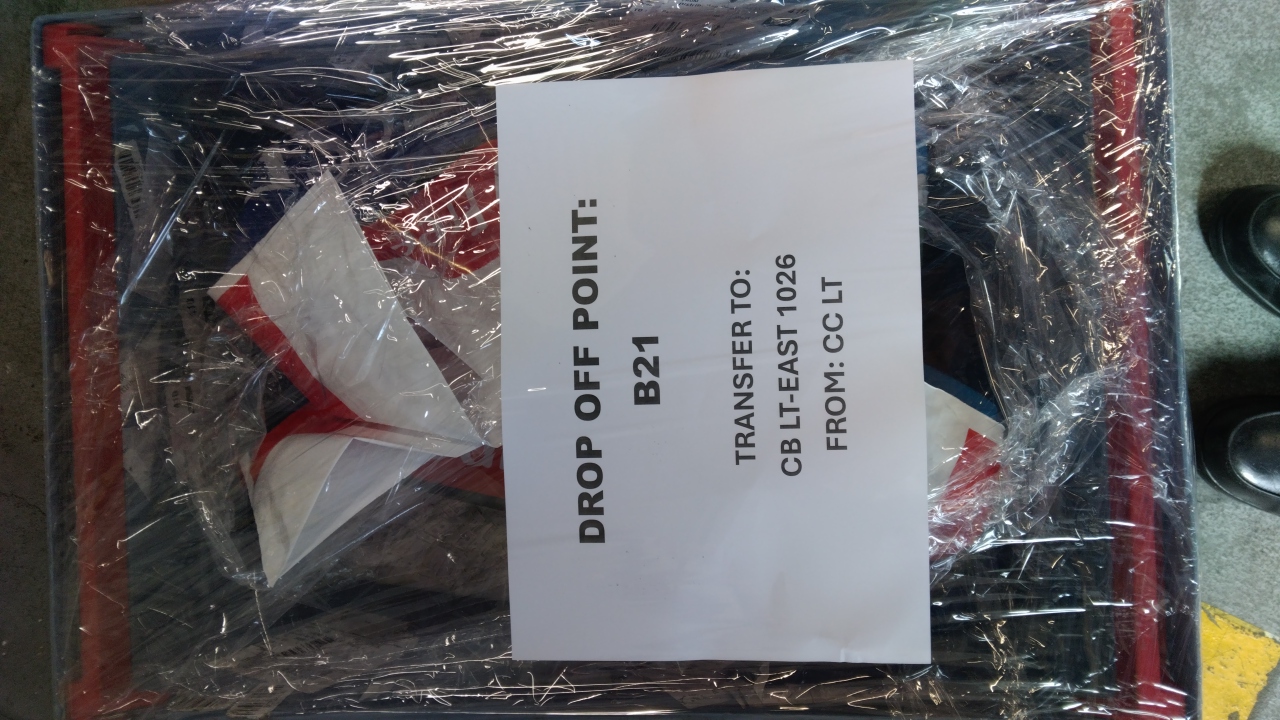 DROP OFF POINT:
B21
TRANSFER TO:
CB LT-EAST 1026
FROM: CC LT